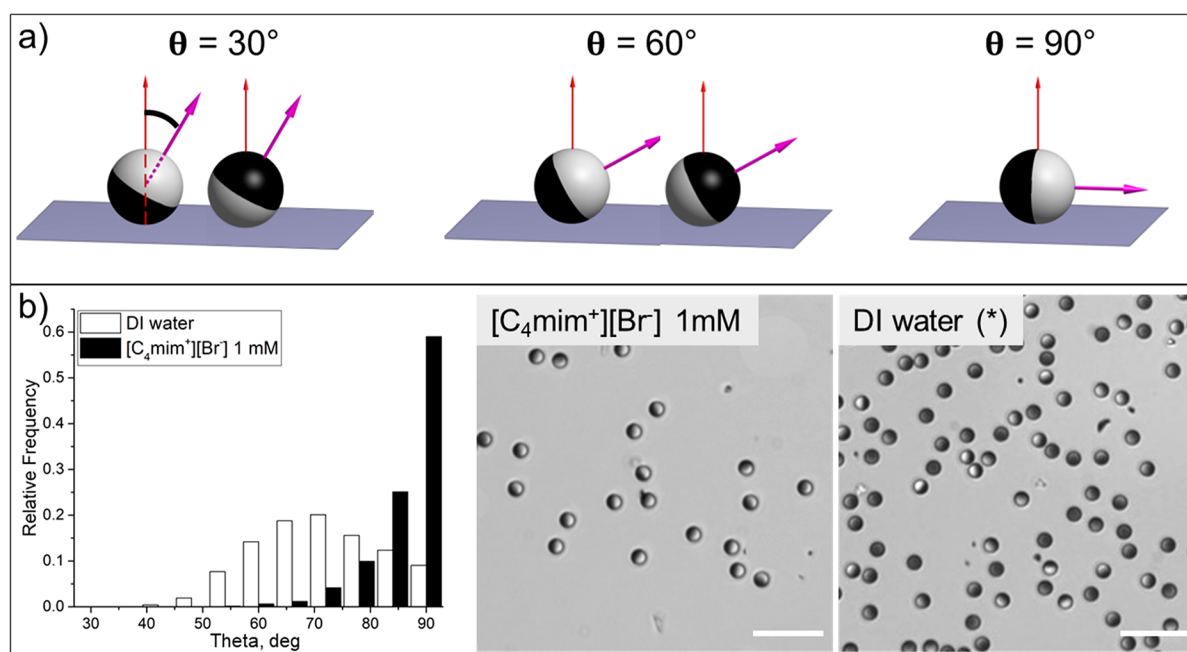 a)
θ = 30°
θ = 60°
θ = 90°
b)
DI water
[C₄mim⁺][Br⁻] 1 mM
Relative Frequency
0.6
0.5
0.4
0.3
0.2
0.1
0.0
30 40 50 60 70 80 90
Theta, deg
[C₄mim⁺][Br⁻] 1mM
DI water (*)